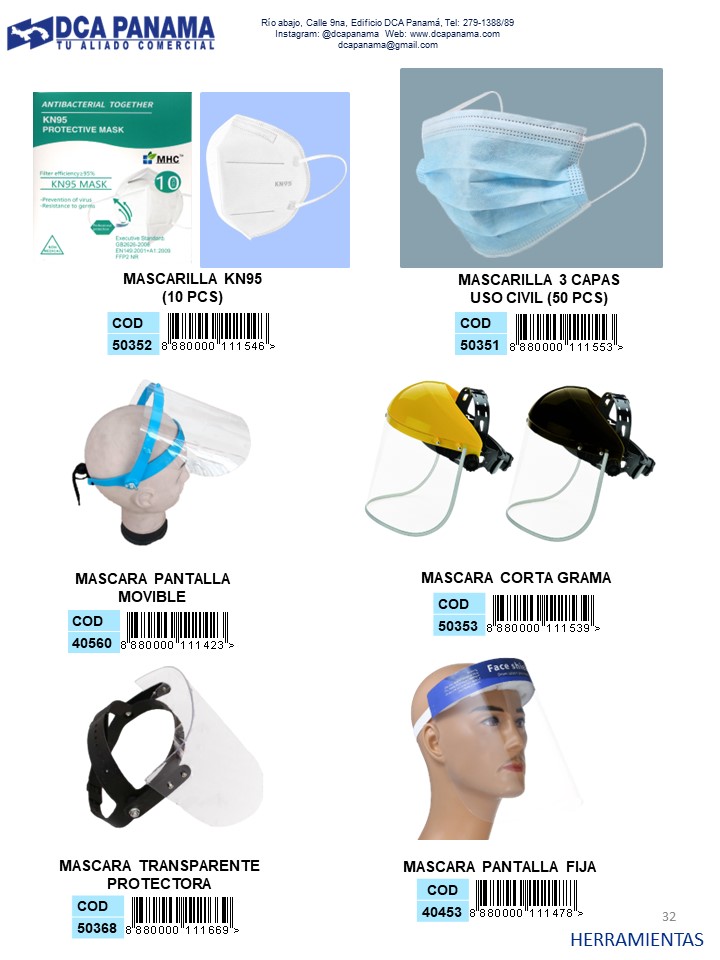 DCA PANAMA
TU ALIADO COMERCIAL
Río abajo, Calle 9na, Edificio DCA Panamá, Tel: 279-1388/89
Instagram: @dcapanama Web: www.dcapanama.com
dcapanama@gmail.com
ANTIBACTERIAL TOGETHER
KN95
PROTECTIVE MASK
MHC™
Filter efficiency≥95%
KN95 MASK
10
-Prevention of virus
-Resistance to germs
Executive Standard:
GB2626-2006
EN149:2001+A1:2009
FFP2 NR
KN95
MASCARILLA KN95
(10 PCS)
COD
50352
8 880000 111546 >
MASCARILLA 3 CAPAS
USO CIVIL (50 PCS)
COD
50351
8 880000 111553 >
MASCARA PANTALLA
MOVIBLE
COD
40560
8 880000 111423 >
MASCARA CORTA GRAMA
COD
50353
8 880000 111539 >
MASCARA TRANSPARENTE
PROTECTORA
COD
50368
8 880000 111669 >
Face shi
MASCARA PANTALLA FIJA
COD
40453
8 880000 111478 >
32
HERRAMIENTAS